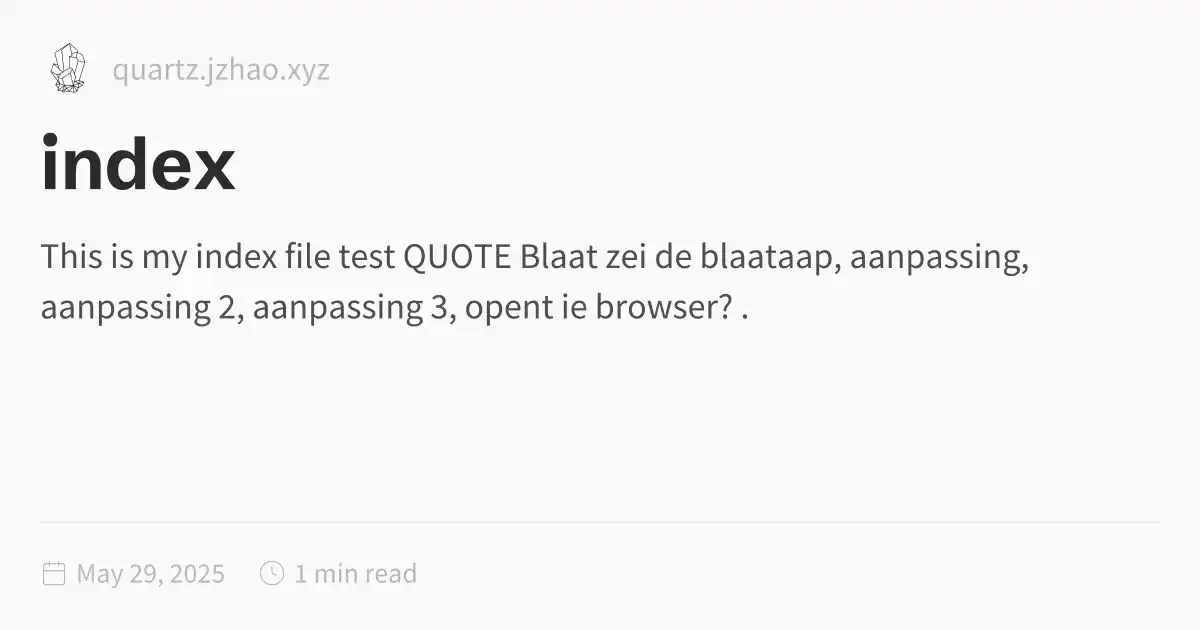 quartz.jzhao.xyz
index
This is my index file test QUOTE Blaat zei de blaataap, aanpassing,
aanpassing 2, aanpassing 3, opent ie browser? .
May 29, 2025 1 min read